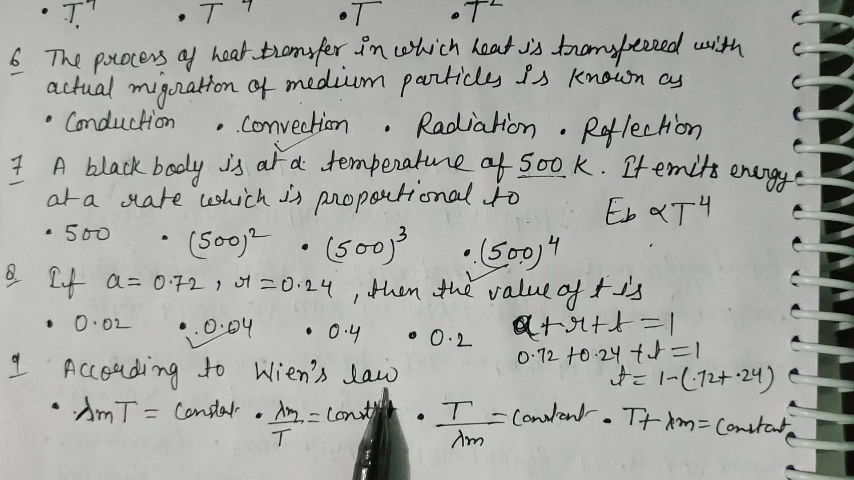 • T⁴ • T⁴ • T • T²
6 The process of heat transfer in which heat is transferred with
actual migration of medium particles is known as
• Conduction • Convection • Radiation • Reflection
7 A black body is at a temperature of 500 K. It emits energy
at a rate which is proportional to
Eb ∝ T⁴
• 500 • (500)² • (500)³ • (500)⁴
8 If a = 0.72, r = 0.24, then the value of t is
• 0.02 • 0.04 • 0.4 • 0.2
a + r + t = 1
0.72 + 0.24 + t = 1
t = 1 - (.72 + .24)
9 According to Wien's law
• λmT = Constat • λm/T = constant • T/λm = constant • T + λm = constant